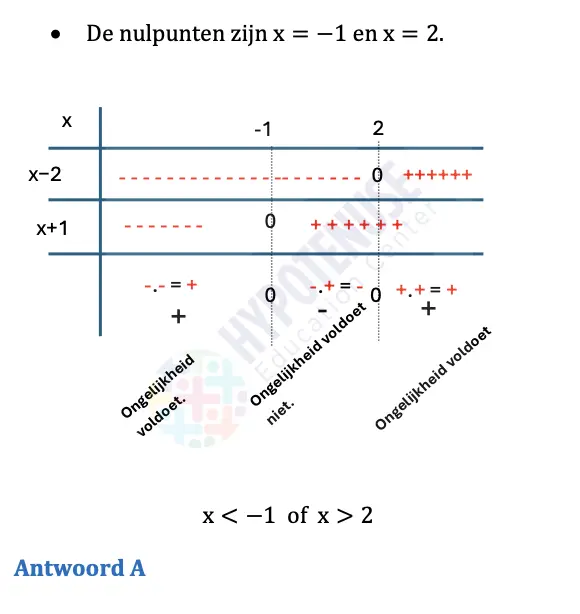 • De nulpunten zijn x = −1 en x = 2.
x -1 2
x−2 - - - - - - - - - - - - - - - - - - - - - - - 0 ++++++
x+1 - - - - - - - 0 + + + + + +
-.- = + 0 -.+ = - 0 +.+ = +
+ - +
Ongelijkheid
voldoet.
Ongelijkheid voldoet
niet.
Ongelijkheid voldoet
HYPOTENUSE
Education Center
x < −1 of x > 2
Antwoord A